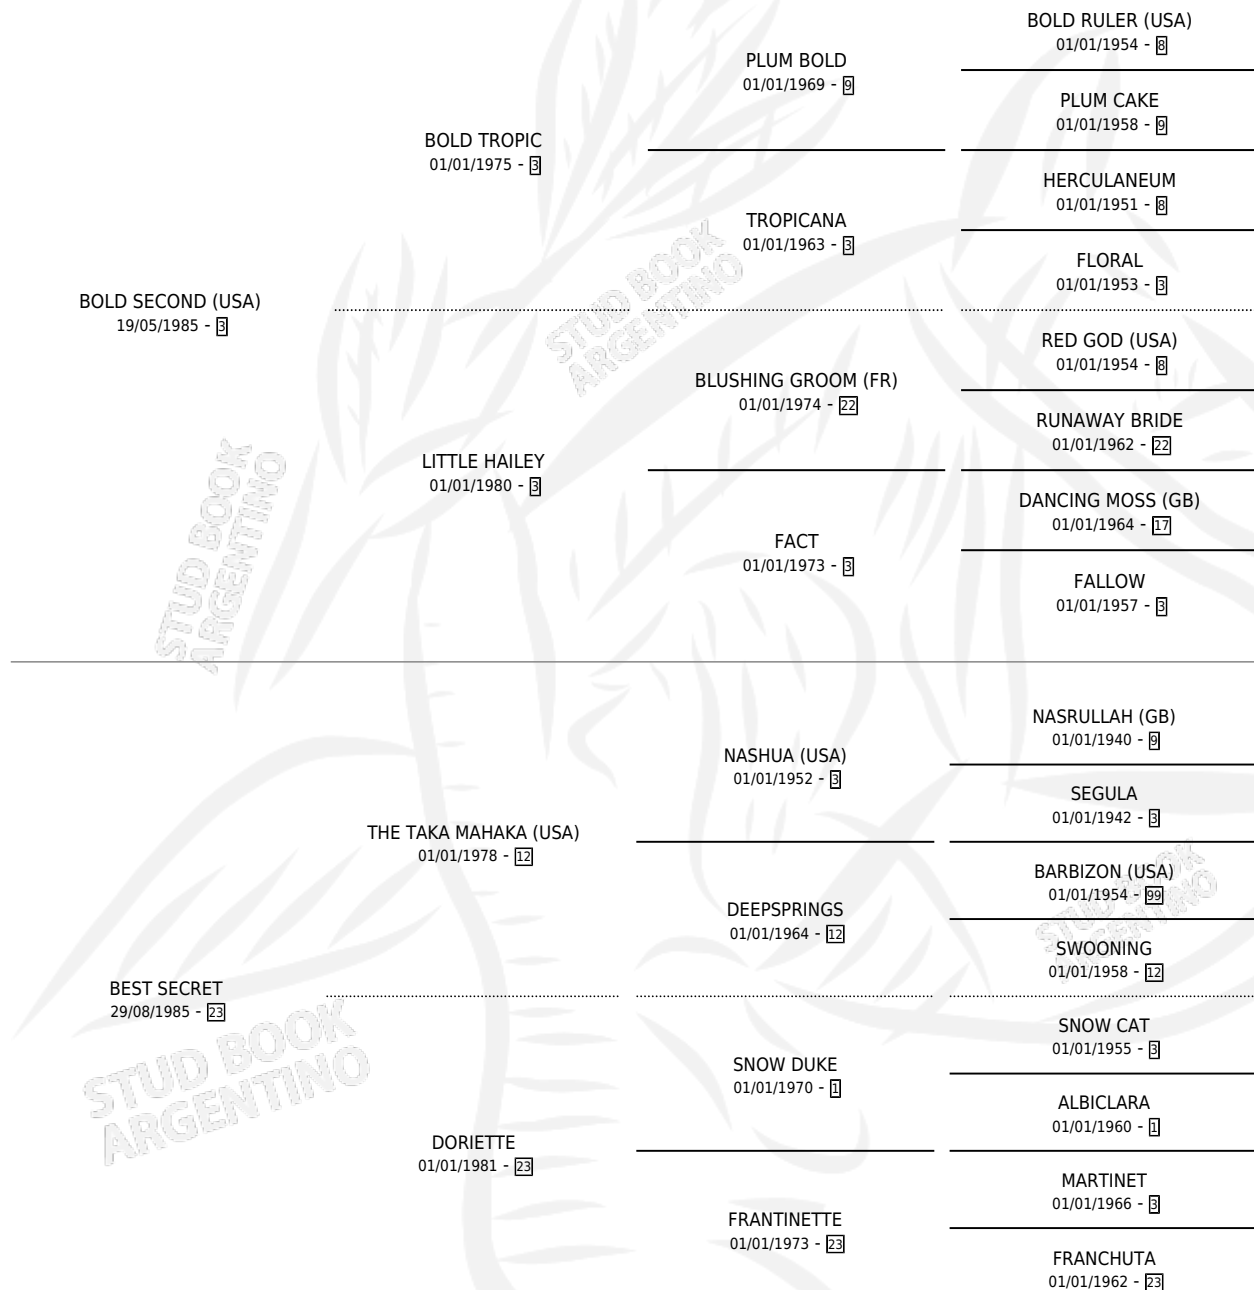 BOLD RULER (USA)
01/01/1954 - 8
PLUM BOLD
01/01/1969 - 9
PLUM CAKE
01/01/1958 - 9
BOLD TROPIC
01/01/1975 - 3
HERCULANEUM
01/01/1951 - 8
TROPICANA
01/01/1963 - 3
FLORAL
01/01/1953 - 3
BOLD SECOND (USA)
19/05/1985 - 3
RED GOD (USA)
01/01/1954 - 8
BLUSHING GROOM (FR)
01/01/1974 - 22
RUNAWAY BRIDE
01/01/1962 - 22
LITTLE HAILEY
01/01/1980 - 3
DANCING MOSS (GB)
01/01/1964 - 17
FACT
01/01/1973 - 3
FALLOW
01/01/1957 - 3
NASRULLAH (GB)
01/01/1940 - 9
NASHUA (USA)
01/01/1952 - 3
SEGULA
01/01/1942 - 3
THE TAKA MAHAKA (USA)
01/01/1978 - 12
BARBIZON (USA)
01/01/1954 - 99
DEEPSPRINGS
01/01/1964 - 12
SWOONING
01/01/1958 - 12
BEST SECRET
29/08/1985 - 23
SNOW CAT
01/01/1955 - 3
SNOW DUKE
01/01/1970 - 1
ALBICLARA
01/01/1960 - 1
DORIETTE
01/01/1981 - 23
MARTINET
01/01/1966 - 3
FRANTINETTE
01/01/1973 - 23
FRANCHUTA
01/01/1962 - 23
STUD BOOK
ARGENTINO
STUD BOOK
ARGENTINO
STUD BOOK
ARGENTINO
STUD BOOK
ARGENTINO